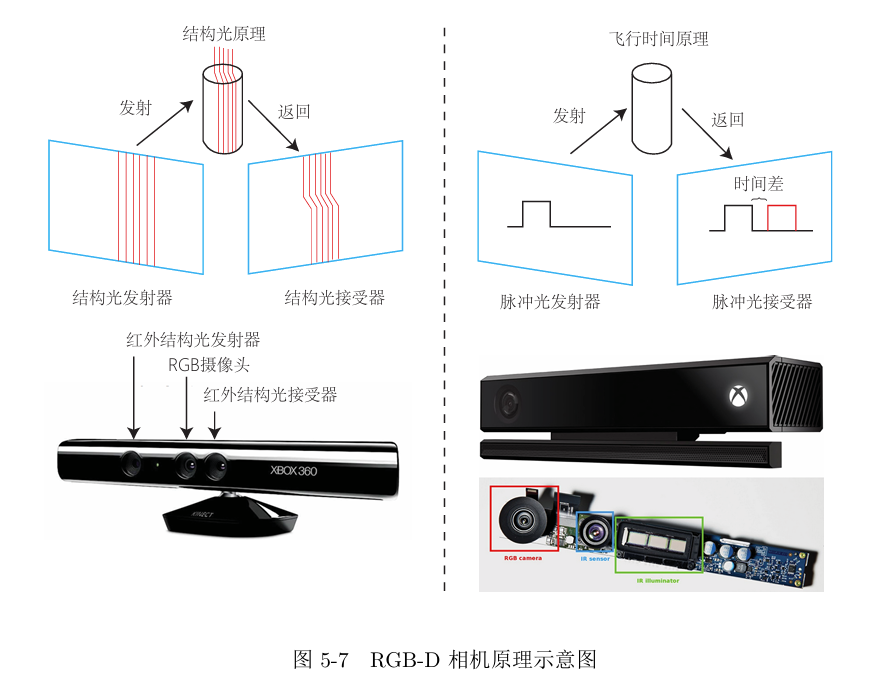 结构光原理
发射
返回
结构光发射器
结构光接受器
红外结构光发射器
RGB摄像头
红外结构光接受器
XBOX 360
KINECT
飞行时间原理
发射
返回
时间差
脉冲光发射器
脉冲光接受器
RGB camera
IR sensor
IR illuminator
图 5-7 RGB-D 相机原理示意图